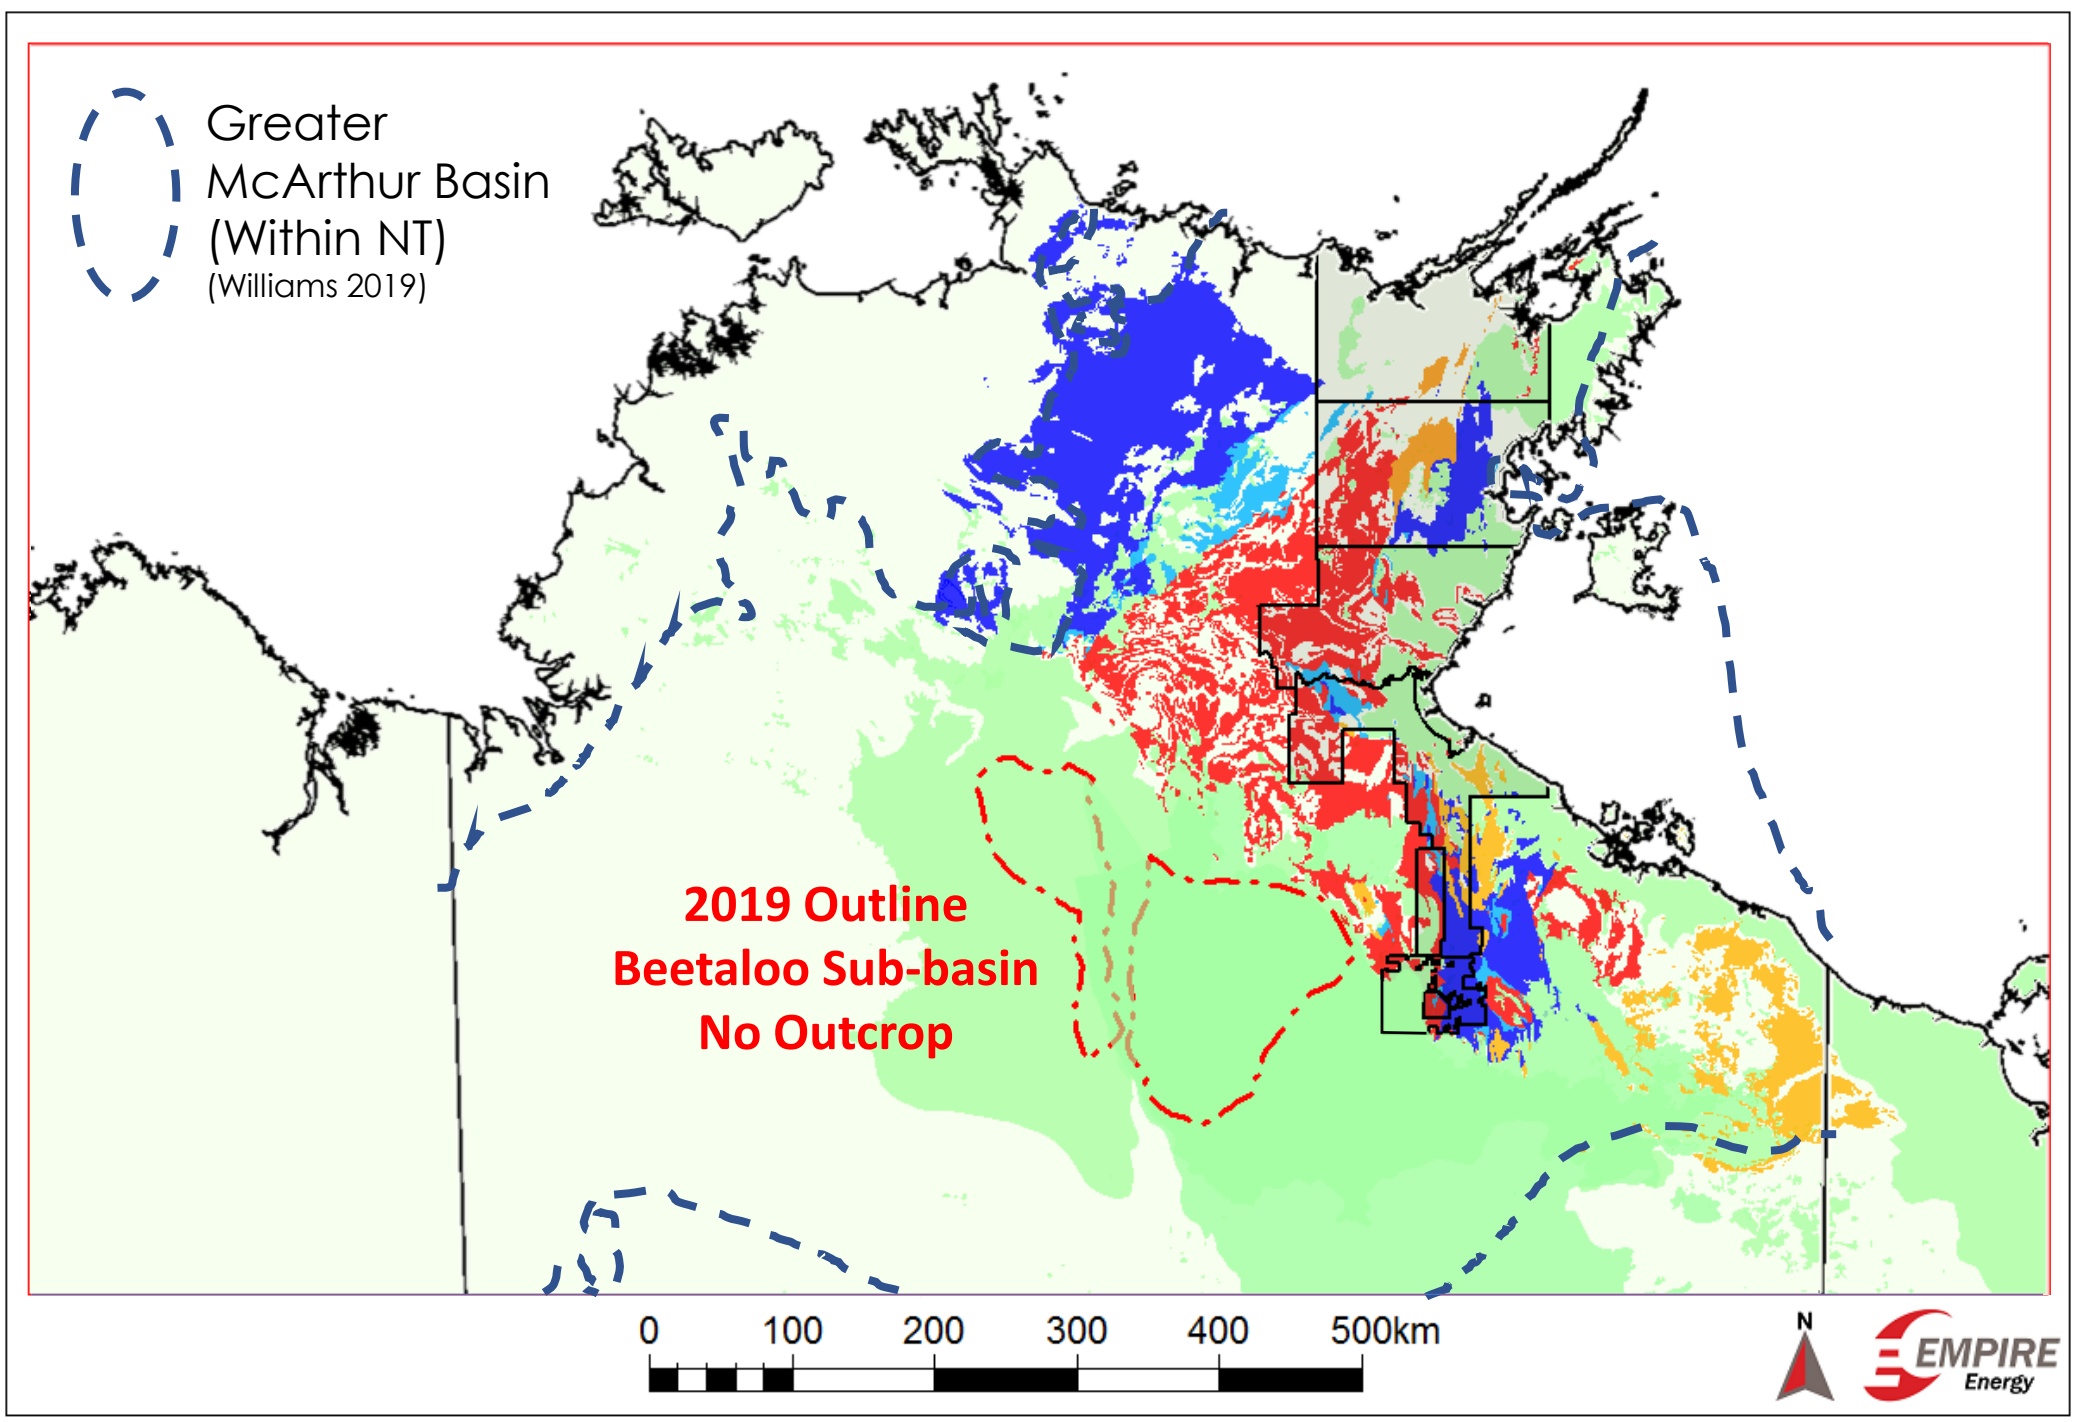 Greater
McArthur Basin
(Within NT)
(Williams 2019)
2019 Outline
Beetaloo Sub-basin
No Outcrop
0 100 200 300 400 500km
N
EMPIRE
Energy